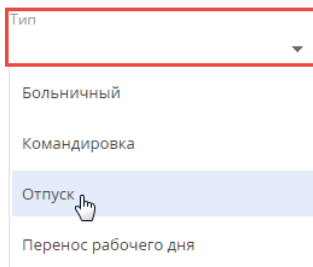 Тип
Больничный
Командировка
Отпуск
Перенос рабочего дня